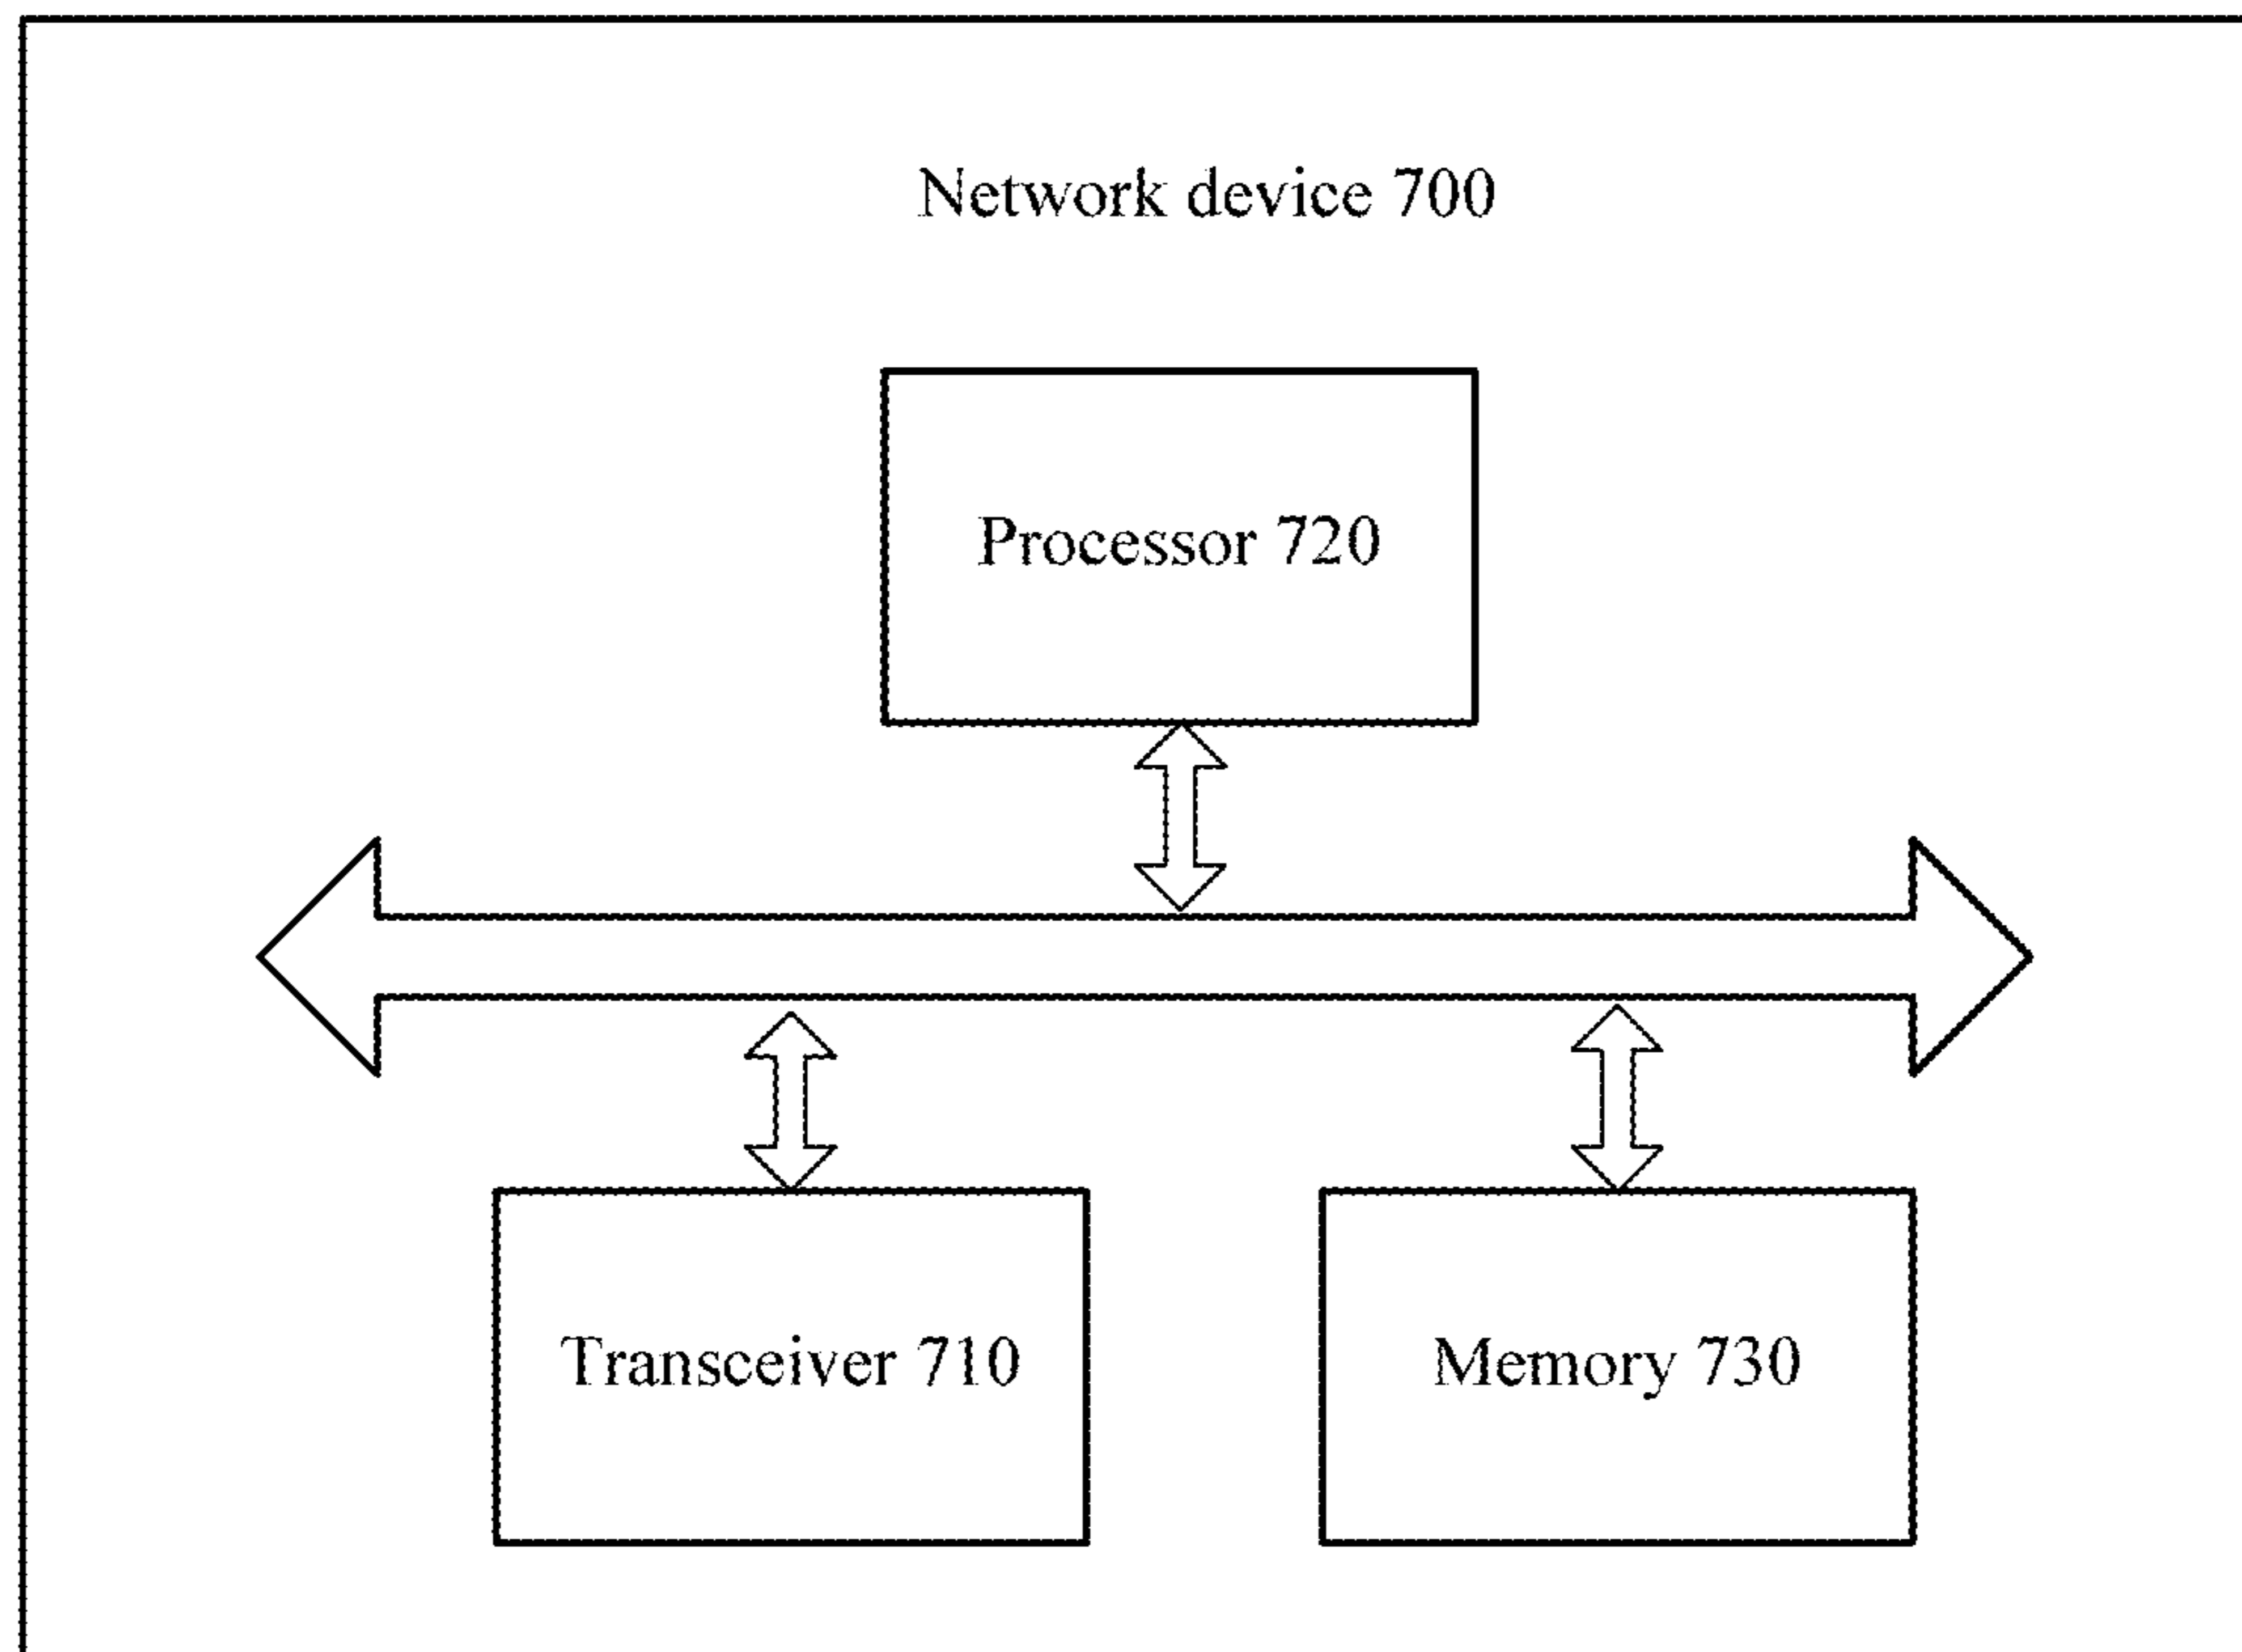 Network device 700
Processor 720
Transceiver 710
Memory 730